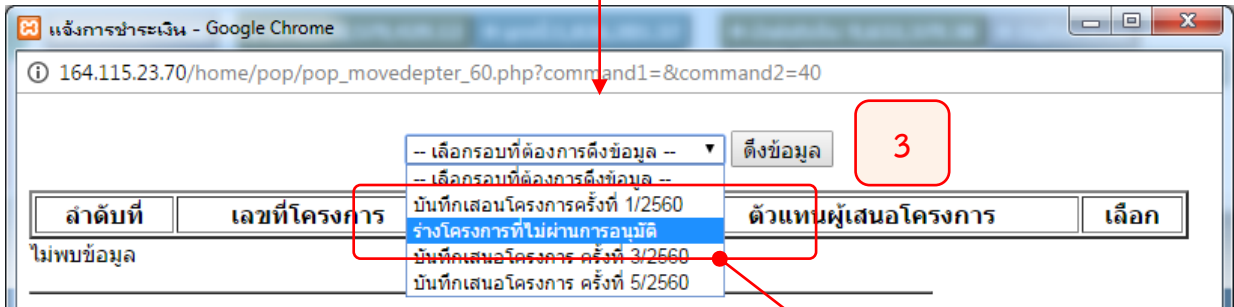 แจ้งการชำระเงิน - Google Chrome
164.115.23.70/home/pop/pop_movedepter_60.php?command1=&command2=40
-- เลือกรอบที่ต้องการดึงข้อมูล -- ดึงข้อมูล 3
-- เลือกรอบที่ต้องการดึงข้อมูล --
บันทึกเสอนโครงการครั้งที่ 1/2560
ลำดับที่ เลขที่โครงการ ตัวแทนผู้เสนอโครงการ เลือก
ร่างโครงการที่ไม่ผ่านการอนุมัติ
ไม่พบข้อมูล
บันทึกเสนอโครงการ ครั้งที่ 3/2560
บันทึกเสนอโครงการ ครั้งที่ 5/2560